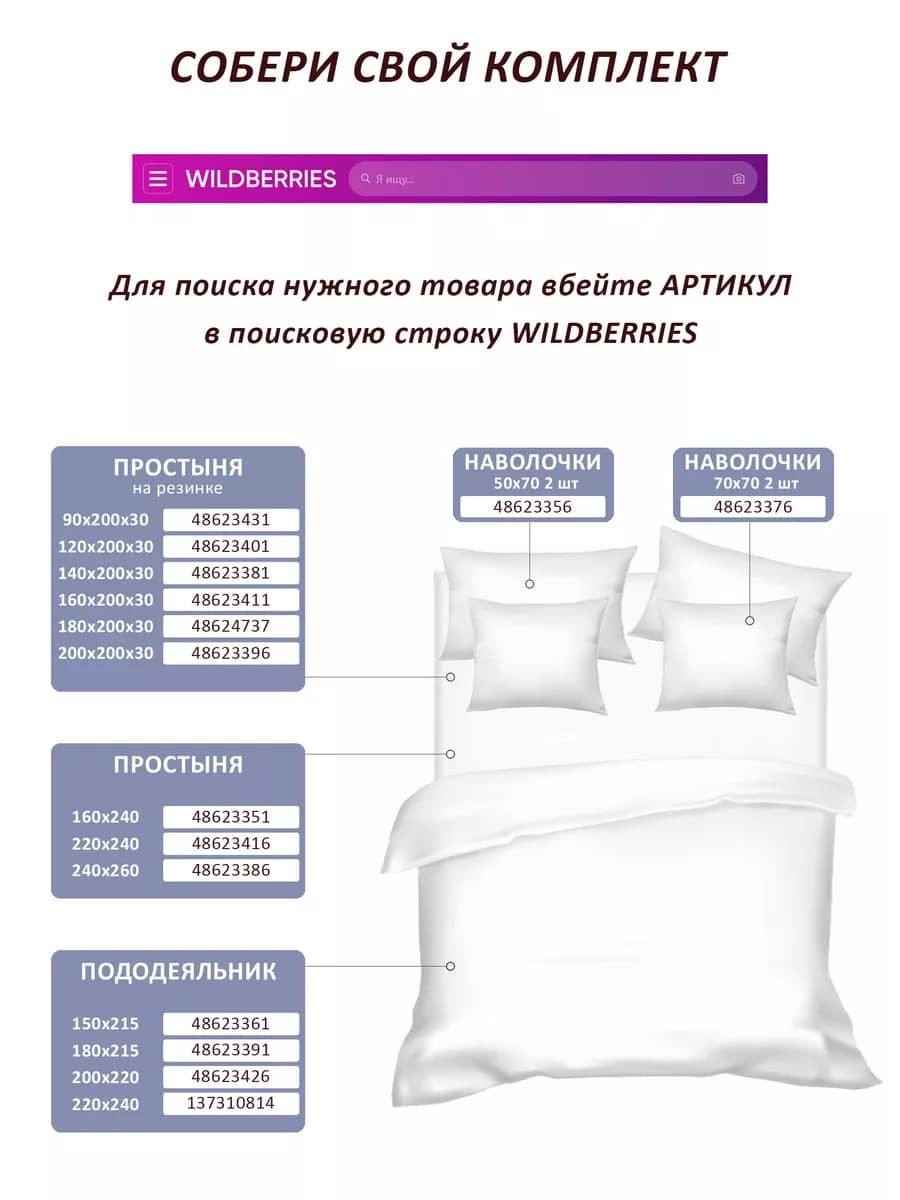 СОБЕРИ СВОЙ КОМПЛЕКТ
WILDBERRIES Я ищу...
Для поиска нужного товара вбейте АРТИКУЛ
в поисковую строку WILDBERRIES
ПРОСТЫНЯ
на резинке
90x200x30 48623431
120x200x30 48623401
140x200x30 48623381
160x200x30 48623411
180x200x30 48624737
200x200x30 48623396
НАВОЛОЧКИ
50x70 2 шт
48623356
НАВОЛОЧКИ
70x70 2 шт
48623376
ПРОСТЫНЯ
160x240 48623351
220x240 48623416
240x260 48623386
ПОДОДЕЯЛЬНИК
150x215 48623361
180x215 48623391
200x220 48623426
220x240 137310814